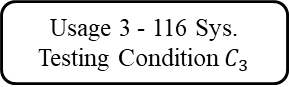 Usage 3 - 116 Sys.
Testing Condition C₃